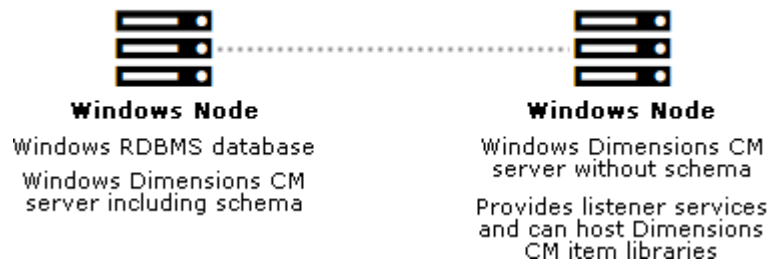 Windows Node
Windows RDBMS database
Windows Dimensions CM
server including schema
Windows Node
Windows Dimensions CM
server without schema
Provides listener services
and can host Dimensions
CM item libraries